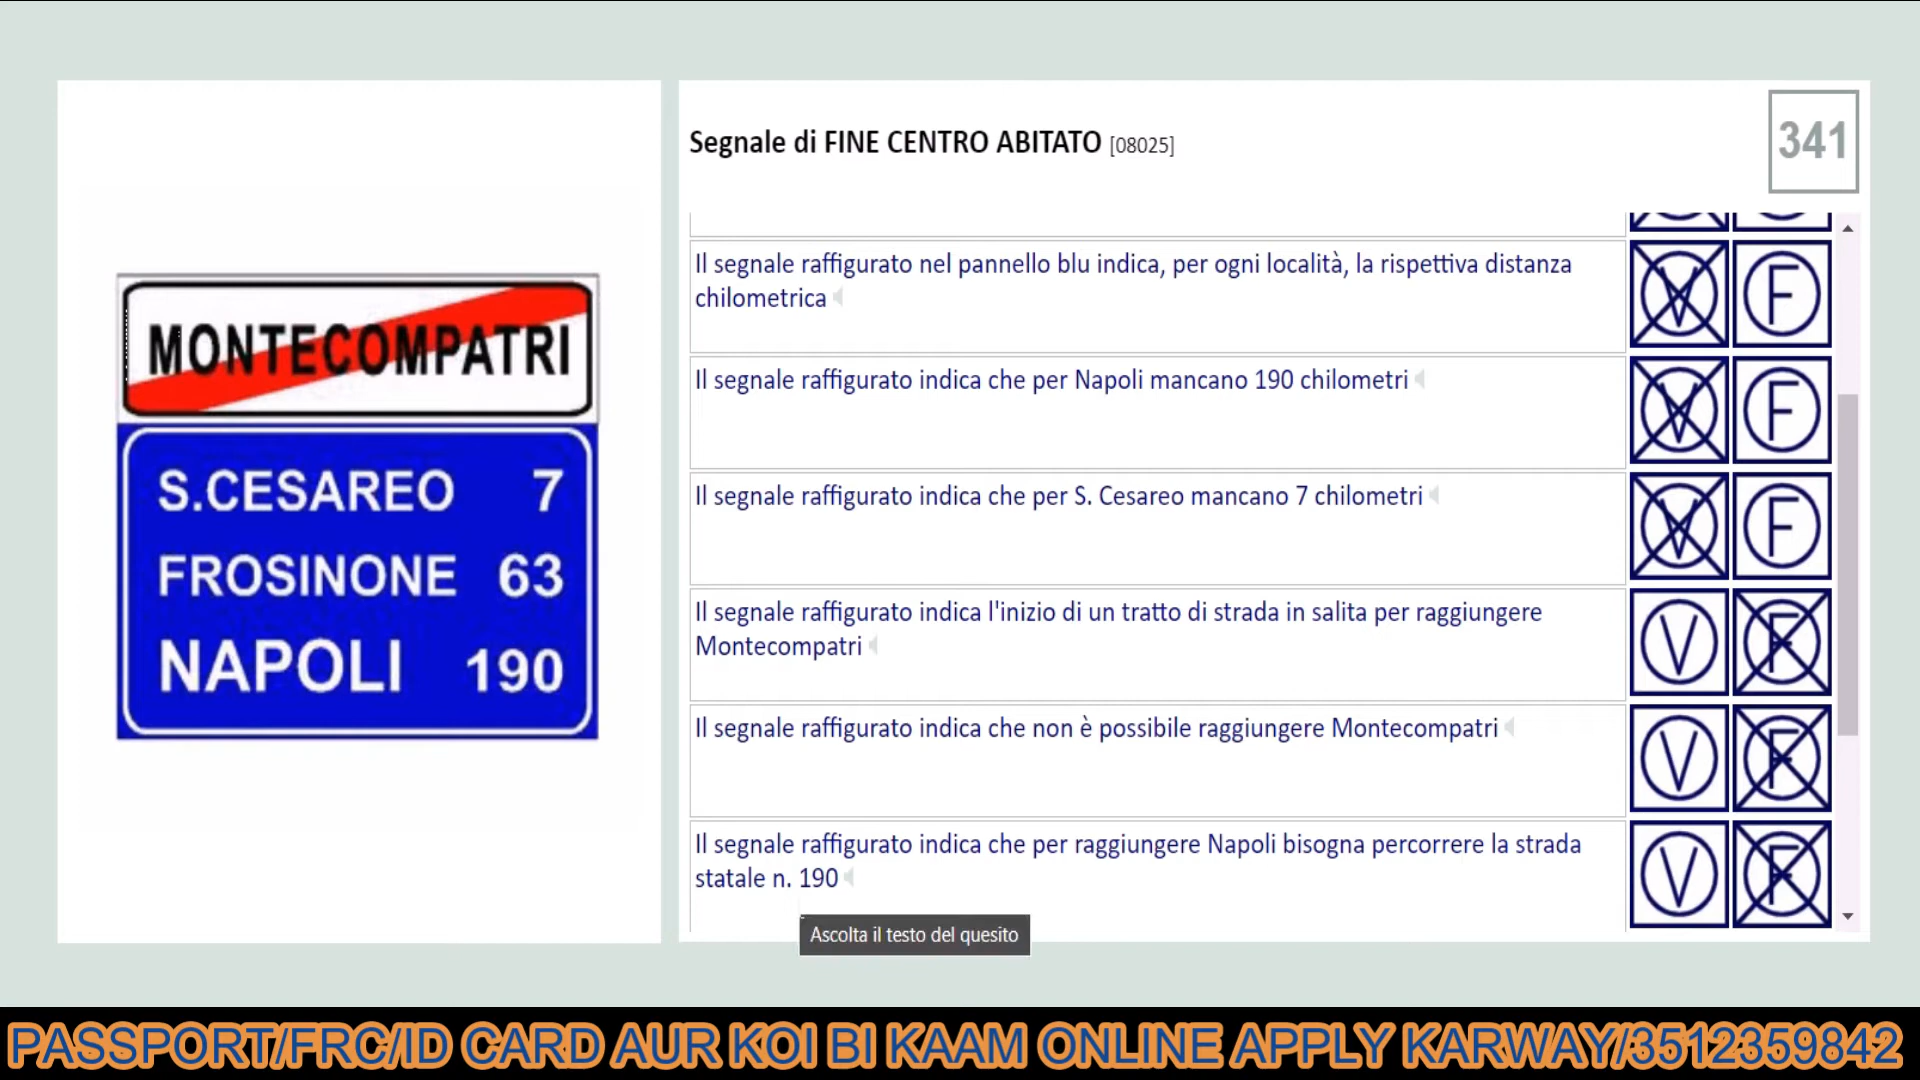 MONTECOMPATRI
S.CESAREO 7
FROSINONE 63
NAPOLI 190
Segnale di FINE CENTRO ABITATO [08025]
341
Il segnale raffigurato nel pannello blu indica, per ogni località, la rispettiva distanza
chilometrica
V F
Il segnale raffigurato indica che per Napoli mancano 190 chilometri
V F
Il segnale raffigurato indica che per S. Cesareo mancano 7 chilometri
V F
Il segnale raffigurato indica l'inizio di un tratto di strada in salita per raggiungere
Montecompatri
V F
Il segnale raffigurato indica che non è possibile raggiungere Montecompatri
V F
Il segnale raffigurato indica che per raggiungere Napoli bisogna percorrere la strada
statale n. 190
V F
Ascolta il testo del quesito
PASSPORT/FRC/ID CARD AUR KOI BI KAAM ONLINE APPLY KARWAY/3512359842